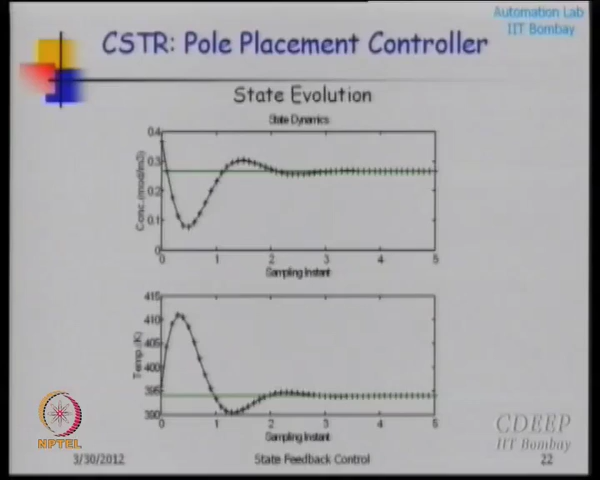 Automation Lab
IIT Bombay
CSTR: Pole Placement Controller
State Evolution
State Dynamics
0.4
0.3
0.2
0.1
0
Conc.(mod/m3)
0 1 2 3 4 5
Sampling Instant
415
410
405
400
395
390
Temp.(K)
0 1 2 3 4 5
Sampling Instant
NPTEL
CDEEP
IIT Bombay
3/30/2012 State Feedback Control 22